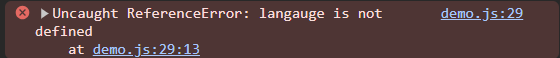 Uncaught ReferenceError: langauge is not demo.js:29
defined
at demo.js:29:13